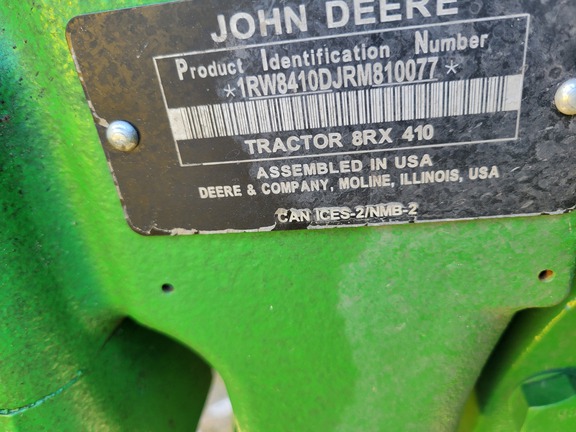 JOHN DEERE
Product Identification Number
*1RW8410DJRM810077*
TRACTOR 8RX 410
ASSEMBLED IN USA
DEERE & COMPANY, MOLINE, ILLINOIS, USA
CAN ICES-2/NMB-2